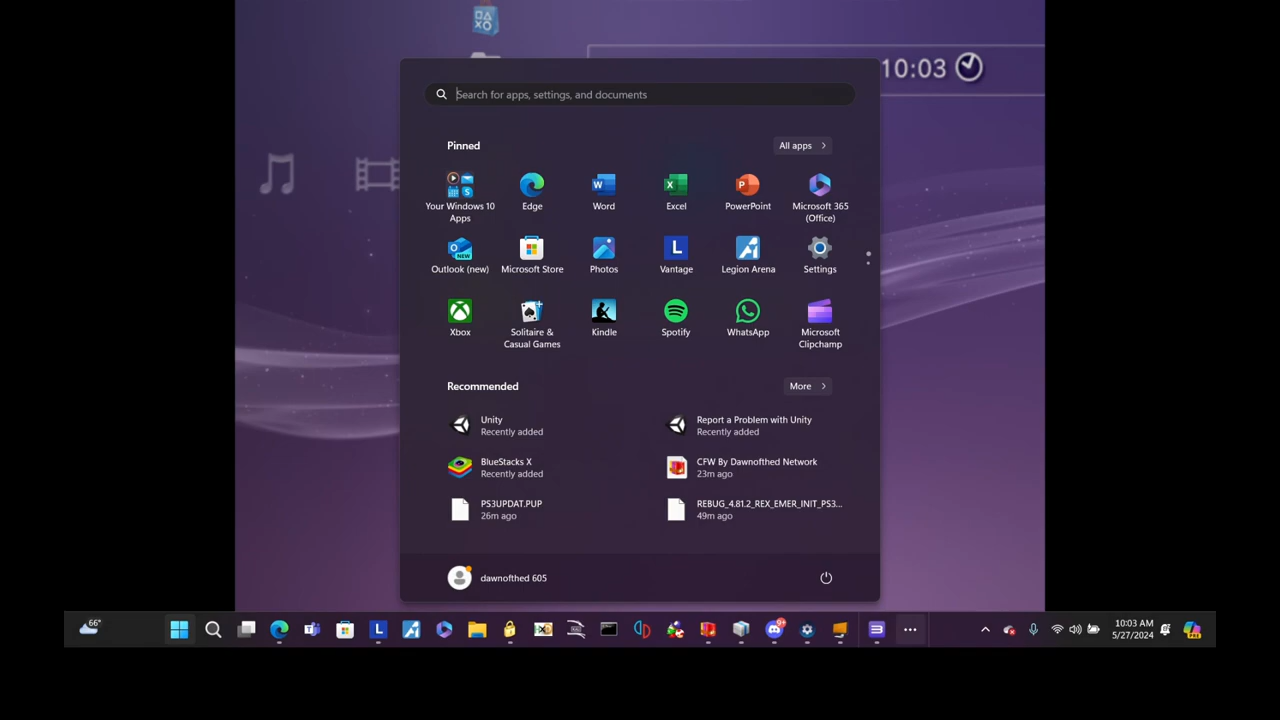 10:03
Search for apps, settings, and documents
Pinned
All apps
Your Windows 10 Apps
Edge
Word
Excel
PowerPoint
Microsoft 365 (Office)
Outlook (new)
Microsoft Store
Photos
Vantage
Legion Arena
Settings
Xbox
Solitaire & Casual Games
Kindle
Spotify
WhatsApp
Microsoft Clipchamp
Recommended
More
Unity
Recently added
Report a Problem with Unity
Recently added
BlueStacks X
Recently added
CFW By Dawnofthed Network
23m ago
PS3UPDAT.PUP
26m ago
REBUG_4.81.2_REX_EMER_INIT_PS3...
49m ago
dawnofthed 605
66°
10:03 AM
5/27/2024